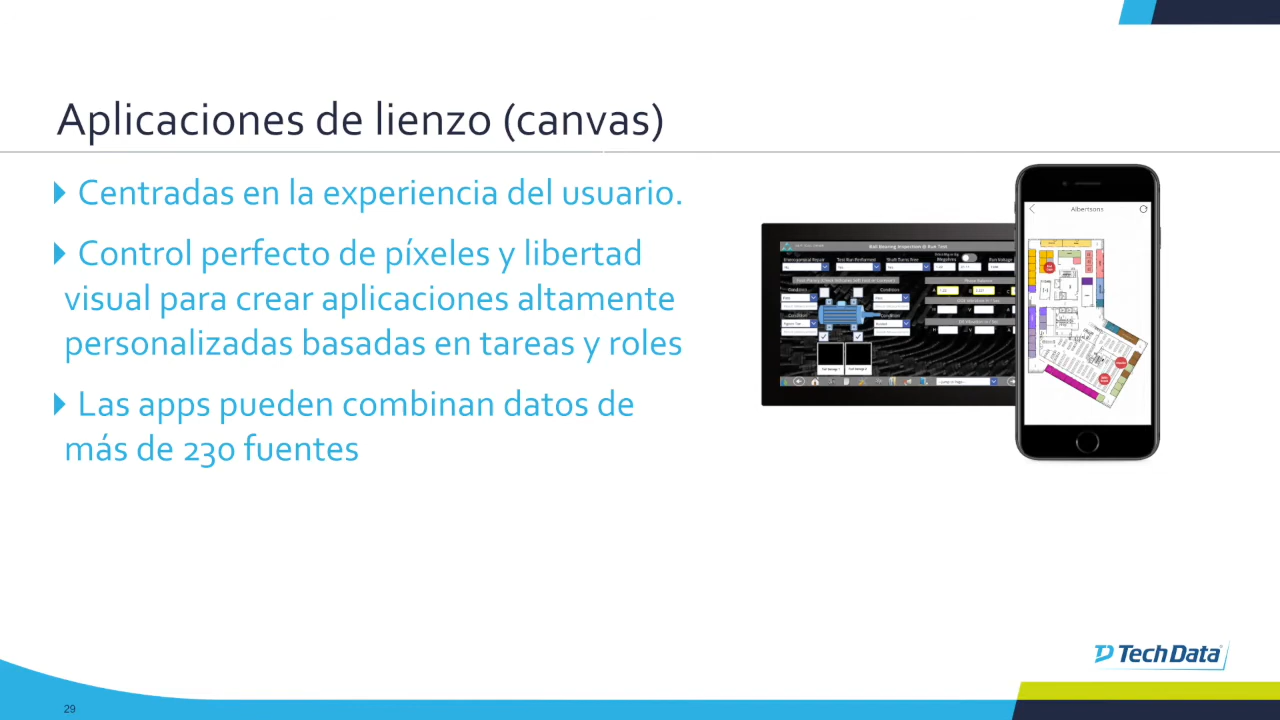 Aplicaciones de lienzo (canvas)
Centradas en la experiencia del usuario.
Control perfecto de píxeles y libertad
visual para crear aplicaciones altamente
personalizadas basadas en tareas y roles
Las apps pueden combinan datos de
más de 230 fuentes
Albertsons
Tech Data
29